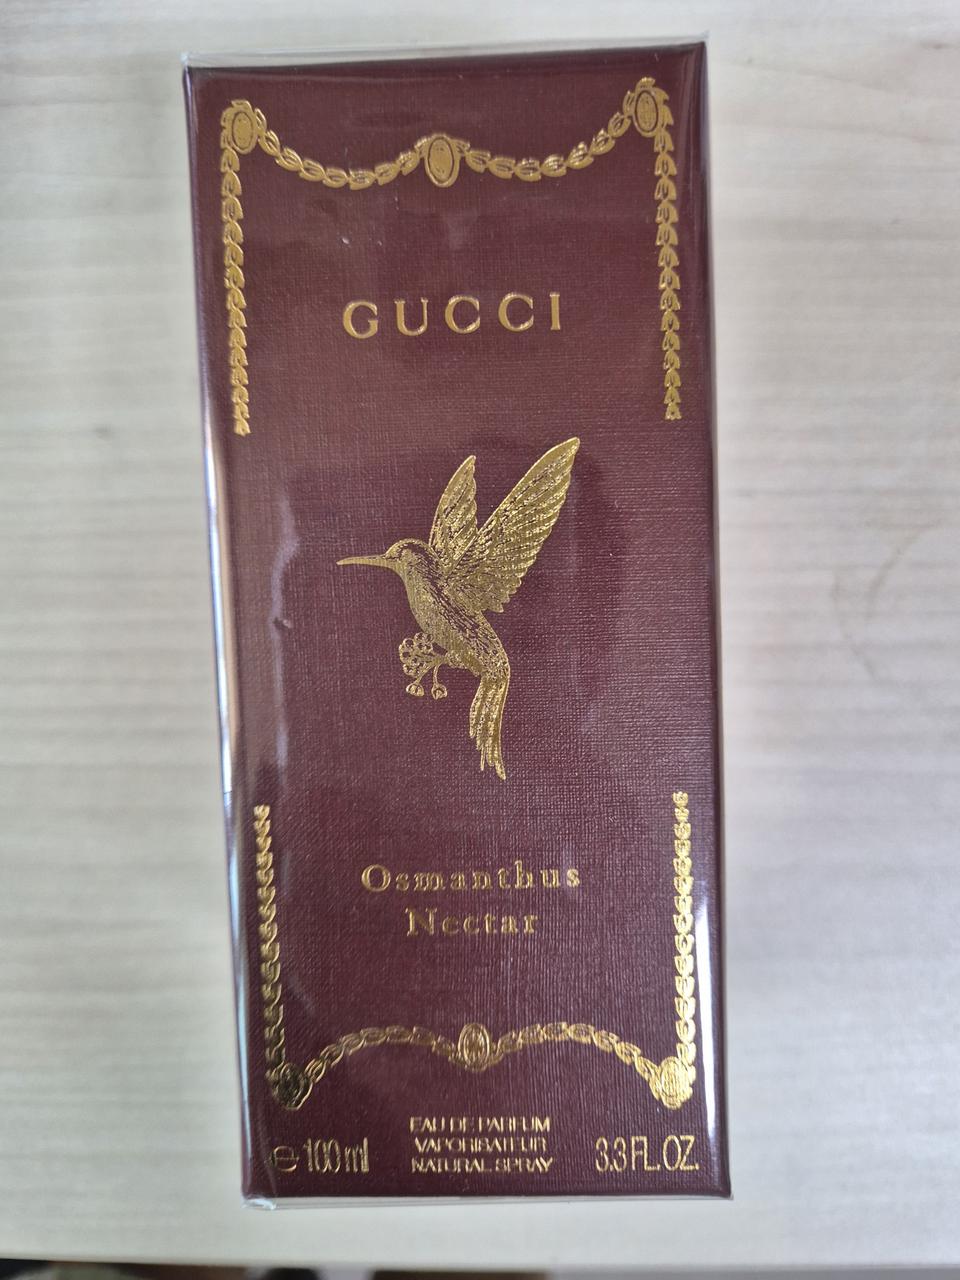 GUCCI
Osmanthus
Nectar
EAU DE PARFUM
VAPORISATEUR
NATURAL SPRAY
℮ 100 ml
3.3 FL. OZ.